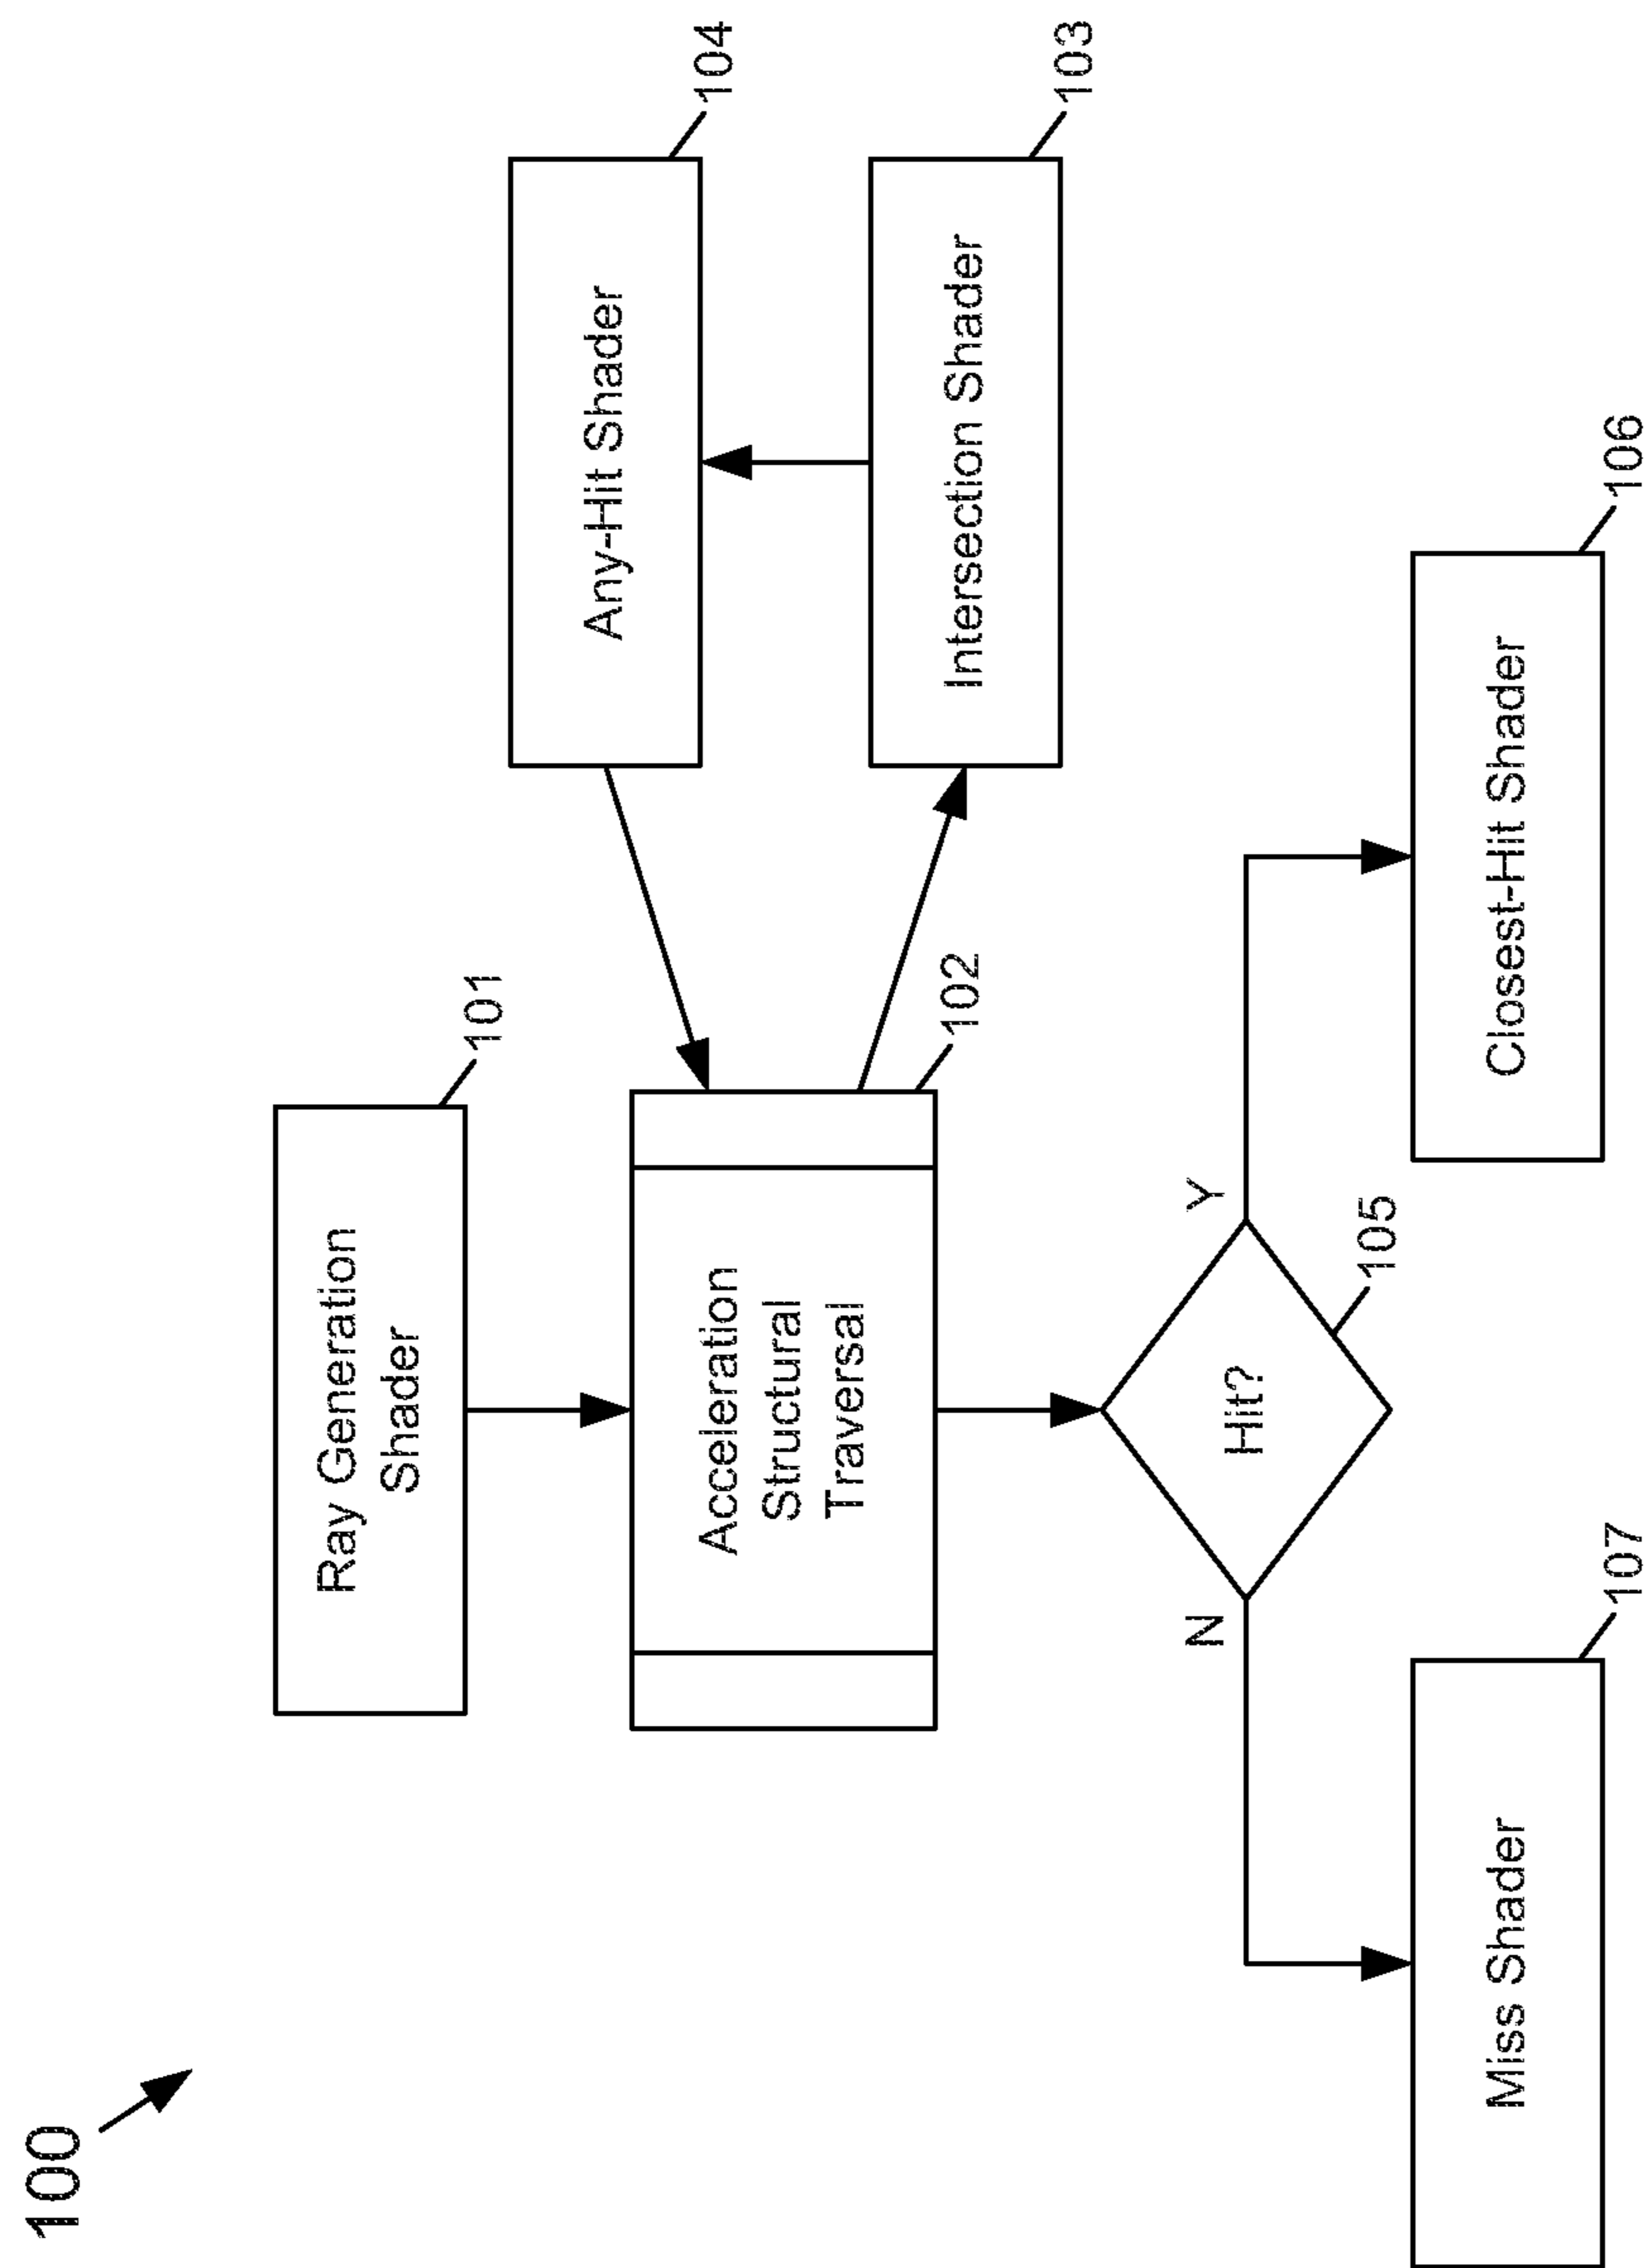 100
Ray Generation
Shader
101
Acceleration
Structural
Traversal
102
Any-Hit Shader
104
Intersection Shader
103
Hit?
105
N
Y
Miss Shader
107
Closest-Hit Shader
106